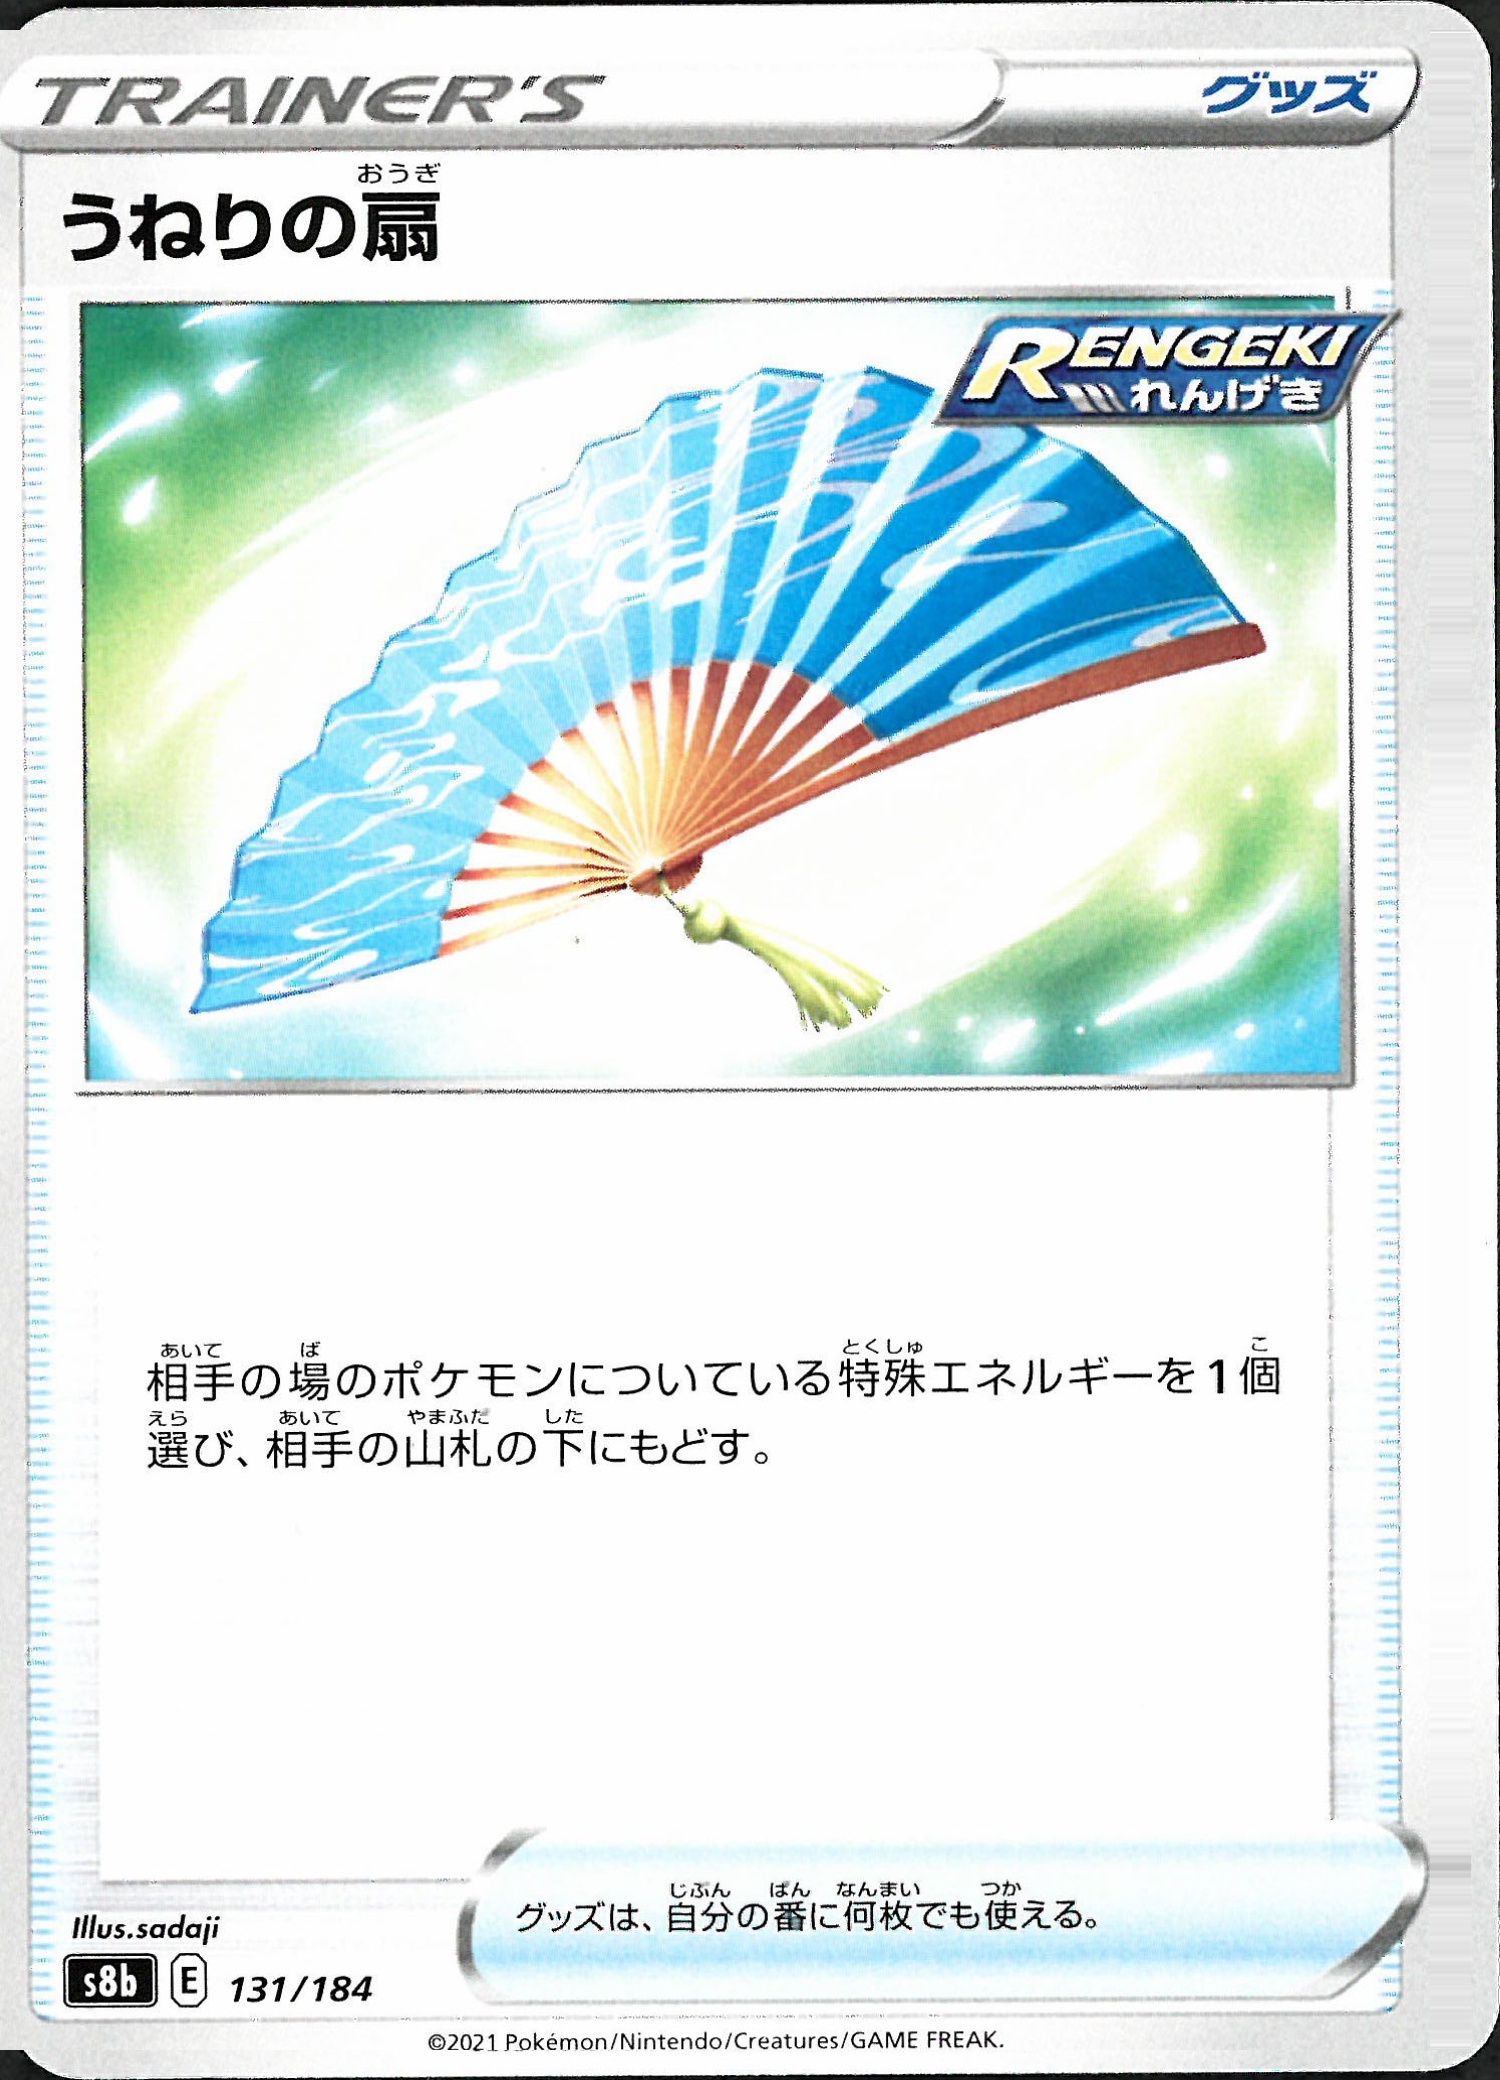 TRAINER'S
グッズ
おうぎ
うねりの扇
RENGEKI
れんげき
あいて ば とくしゅ こ
相手の場のポケモンについている特殊エネルギーを1個
えら あいて やまふだ した
選び、相手の山札の下にもどす。
じぶん ばん なんまい つか
グッズは、自分の番に何枚でも使える。
Illus.sadaji
s8b E 131/184
©2021 Pokémon/Nintendo/Creatures/GAME FREAK.